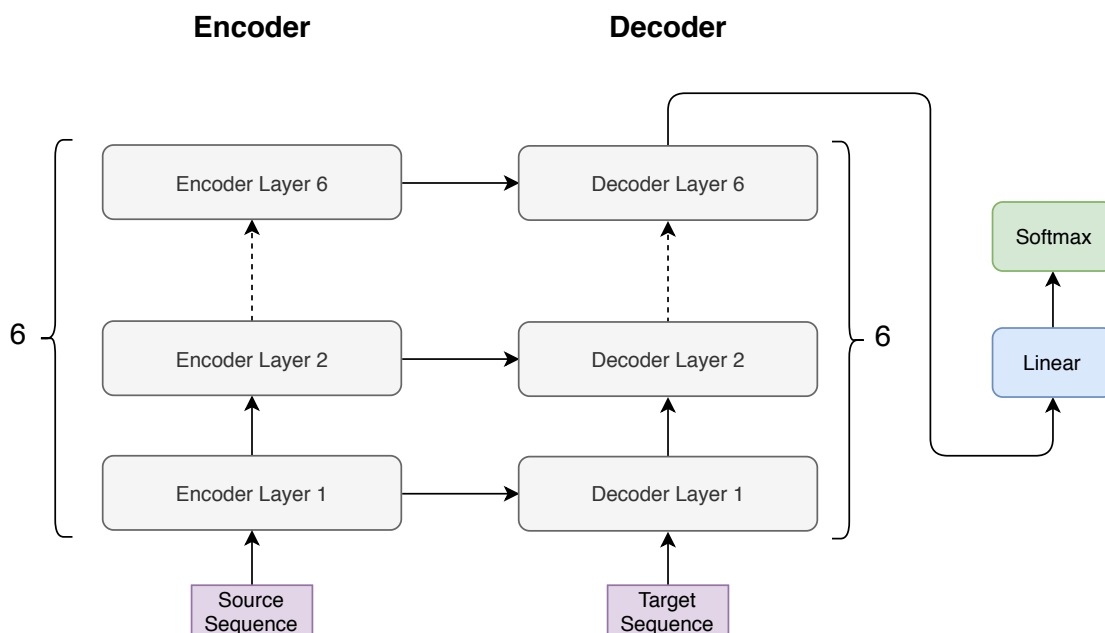 Encoder
Decoder
Encoder Layer 6
Decoder Layer 6
Softmax
6
Encoder Layer 2
Decoder Layer 2
6
Linear
Encoder Layer 1
Decoder Layer 1
Source
Sequence
Target
Sequence